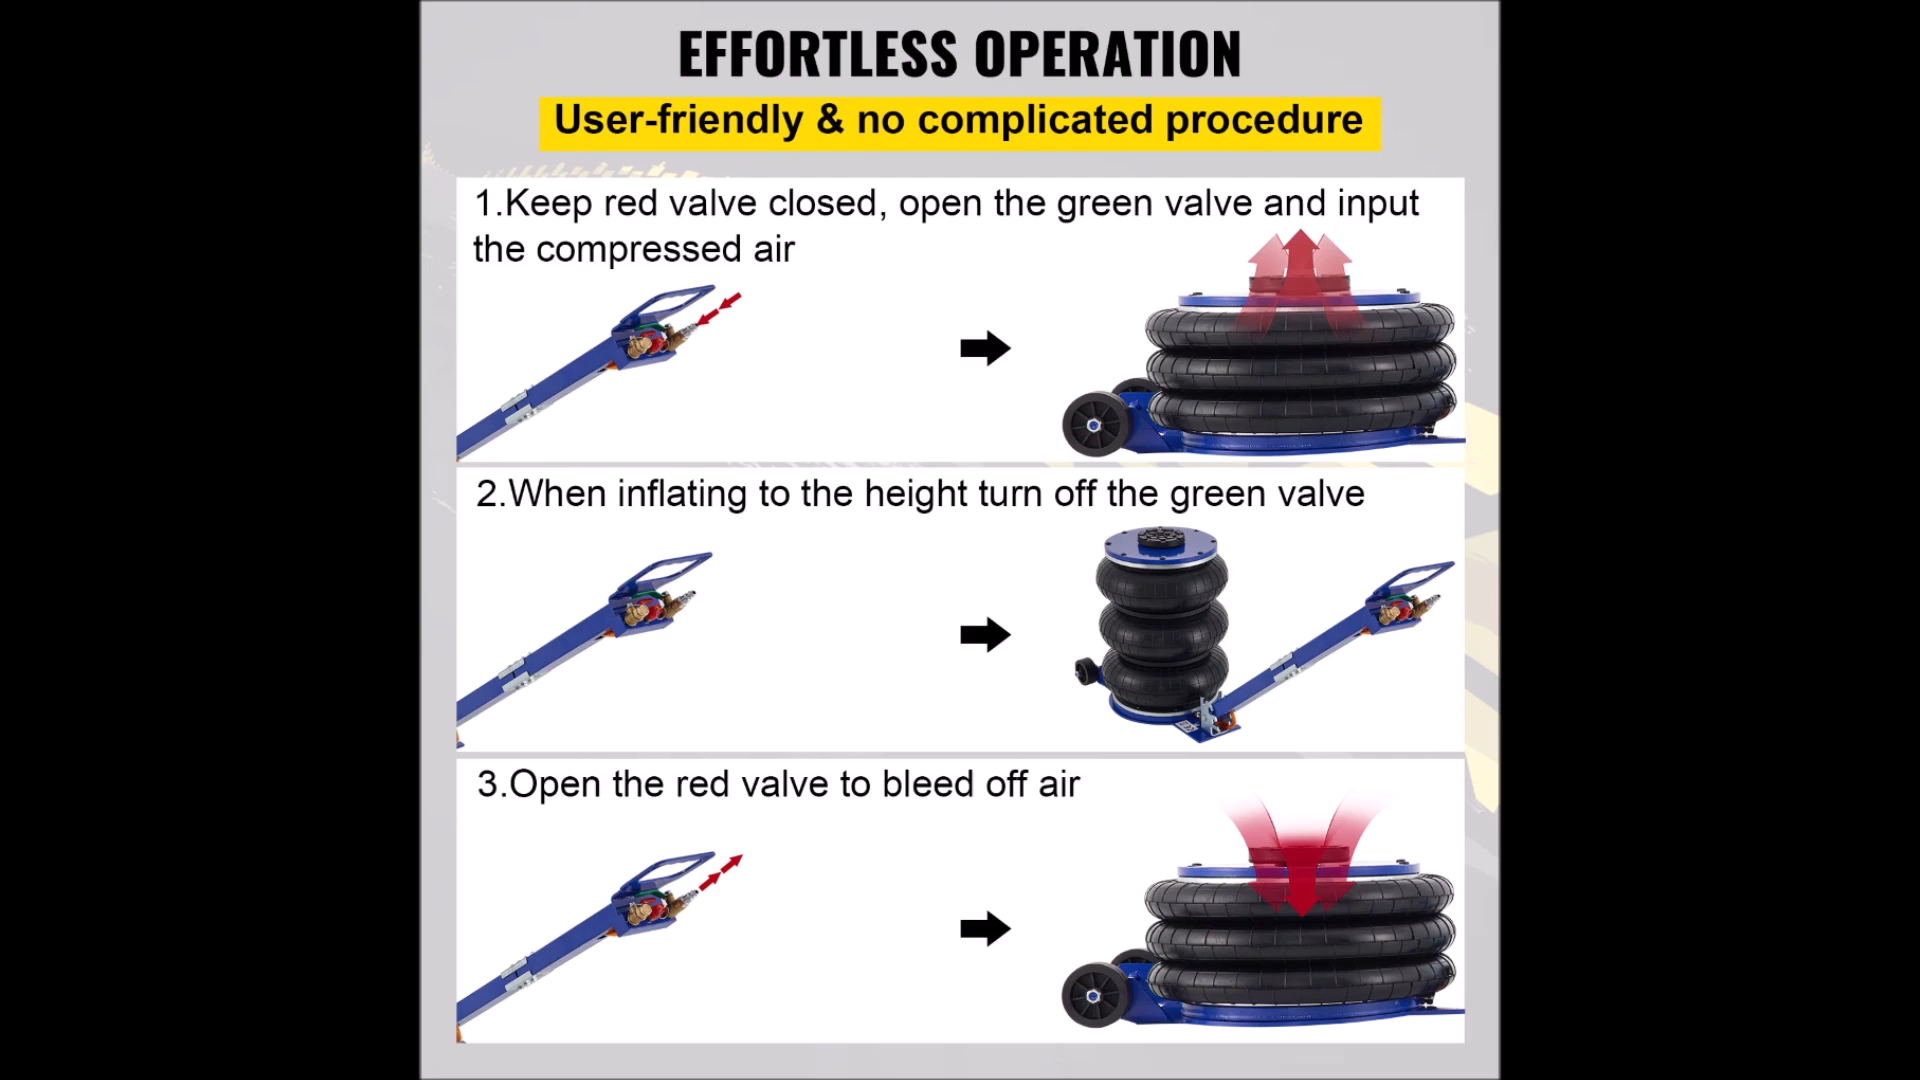 EFFORTLESS OPERATION
User-friendly & no complicated procedure
1.Keep red valve closed, open the green valve and input
the compressed air
2.When inflating to the height turn off the green valve
3.Open the red valve to bleed off air